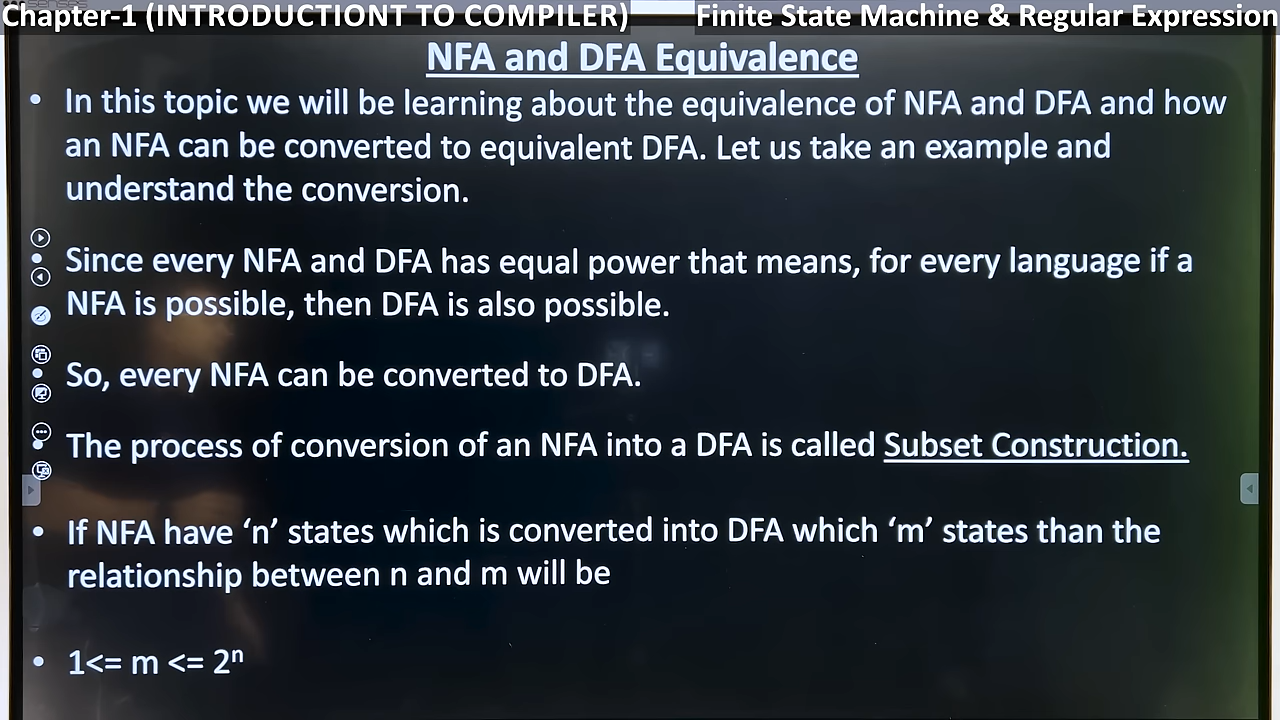 Chapter-1 (INTRODUCTIONT TO COMPILER)
Finite State Machine & Regular Expression
NFA and DFA Equivalence
• In this topic we will be learning about the equivalence of NFA and DFA and how
an NFA can be converted to equivalent DFA. Let us take an example and
understand the conversion.
• Since every NFA and DFA has equal power that means, for every language if a
NFA is possible, then DFA is also possible.
• So, every NFA can be converted to DFA.
• The process of conversion of an NFA into a DFA is called Subset Construction.
• If NFA have ‘n’ states which is converted into DFA which ‘m’ states than the
relationship between n and m will be
• 1<= m <= 2ⁿ